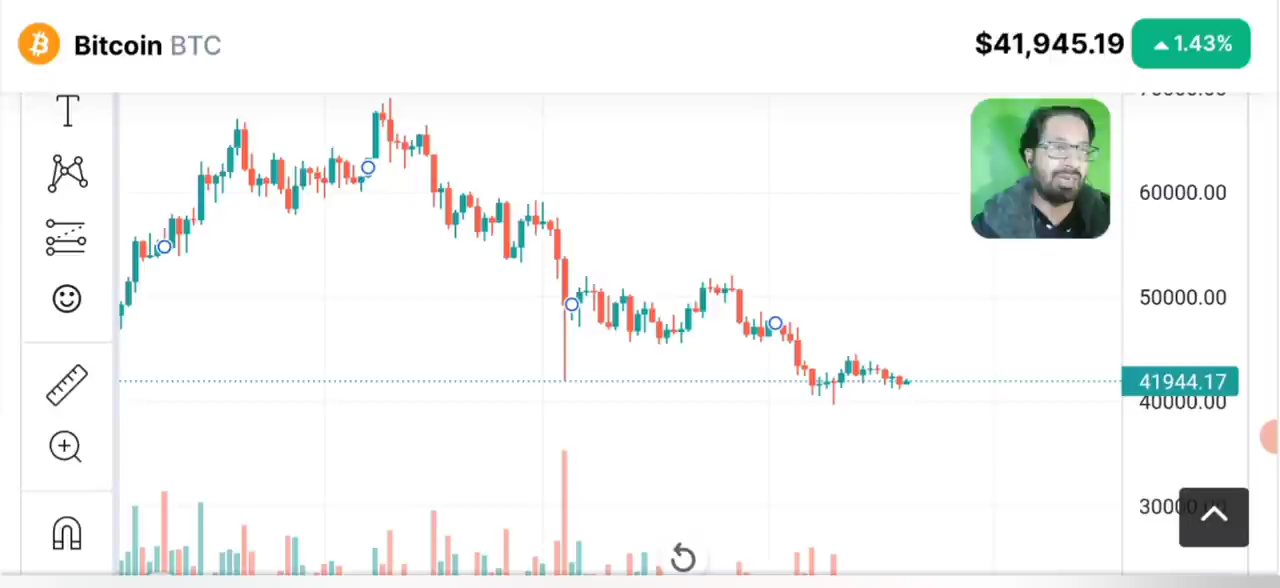 Bitcoin BTC
$41,945.19 1.43%
T
60000.00
50000.00
41944.17
40000.00